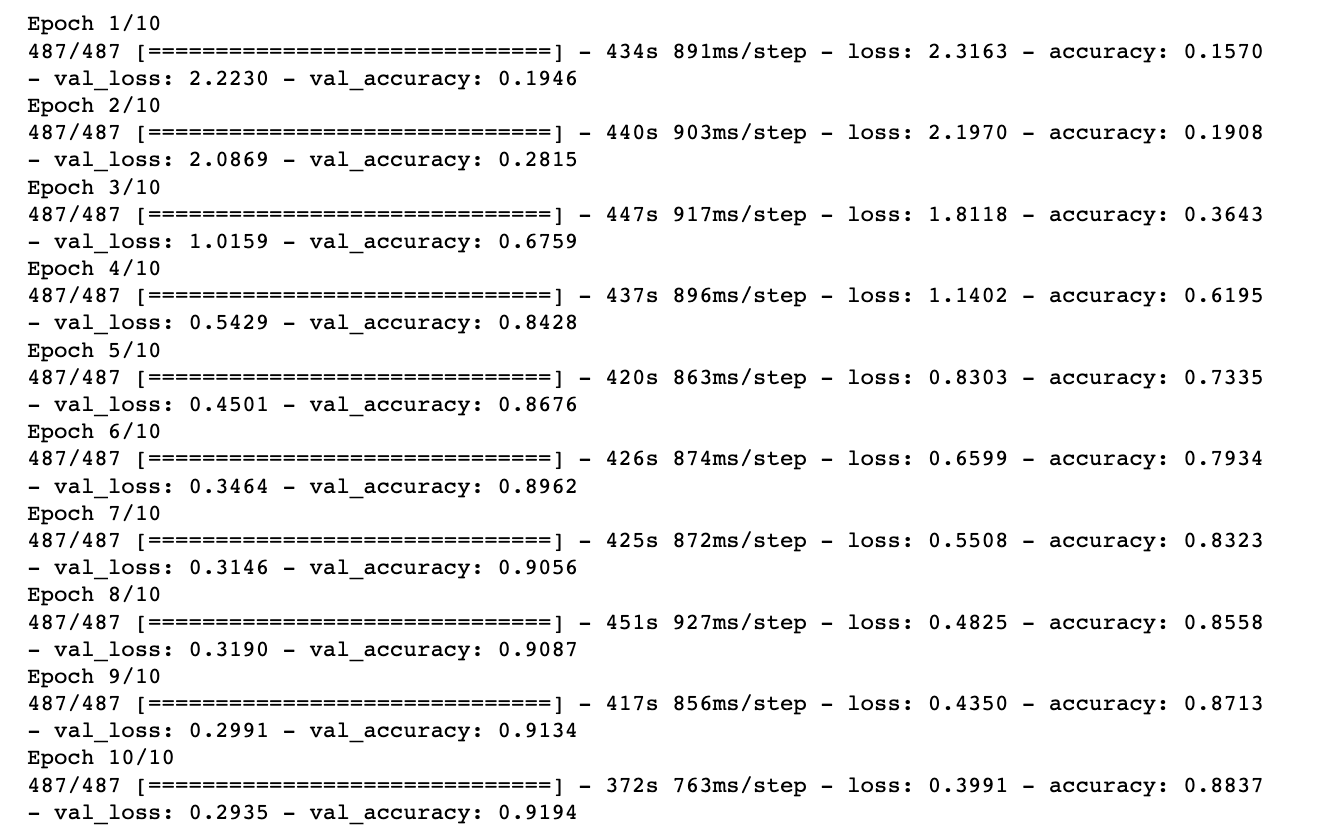 Epoch 1/10
487/487 [==============================] - 434s 891ms/step - loss: 2.3163 - accuracy: 0.1570
- val_loss: 2.2230 - val_accuracy: 0.1946
Epoch 2/10
487/487 [==============================] - 440s 903ms/step - loss: 2.1970 - accuracy: 0.1908
- val_loss: 2.0869 - val_accuracy: 0.2815
Epoch 3/10
487/487 [==============================] - 447s 917ms/step - loss: 1.8118 - accuracy: 0.3643
- val_loss: 1.0159 - val_accuracy: 0.6759
Epoch 4/10
487/487 [==============================] - 437s 896ms/step - loss: 1.1402 - accuracy: 0.6195
- val_loss: 0.5429 - val_accuracy: 0.8428
Epoch 5/10
487/487 [==============================] - 420s 863ms/step - loss: 0.8303 - accuracy: 0.7335
- val_loss: 0.4501 - val_accuracy: 0.8676
Epoch 6/10
487/487 [==============================] - 426s 874ms/step - loss: 0.6599 - accuracy: 0.7934
- val_loss: 0.3464 - val_accuracy: 0.8962
Epoch 7/10
487/487 [==============================] - 425s 872ms/step - loss: 0.5508 - accuracy: 0.8323
- val_loss: 0.3146 - val_accuracy: 0.9056
Epoch 8/10
487/487 [==============================] - 451s 927ms/step - loss: 0.4825 - accuracy: 0.8558
- val_loss: 0.3190 - val_accuracy: 0.9087
Epoch 9/10
487/487 [==============================] - 417s 856ms/step - loss: 0.4350 - accuracy: 0.8713
- val_loss: 0.2991 - val_accuracy: 0.9134
Epoch 10/10
487/487 [==============================] - 372s 763ms/step - loss: 0.3991 - accuracy: 0.8837
- val_loss: 0.2935 - val_accuracy: 0.9194